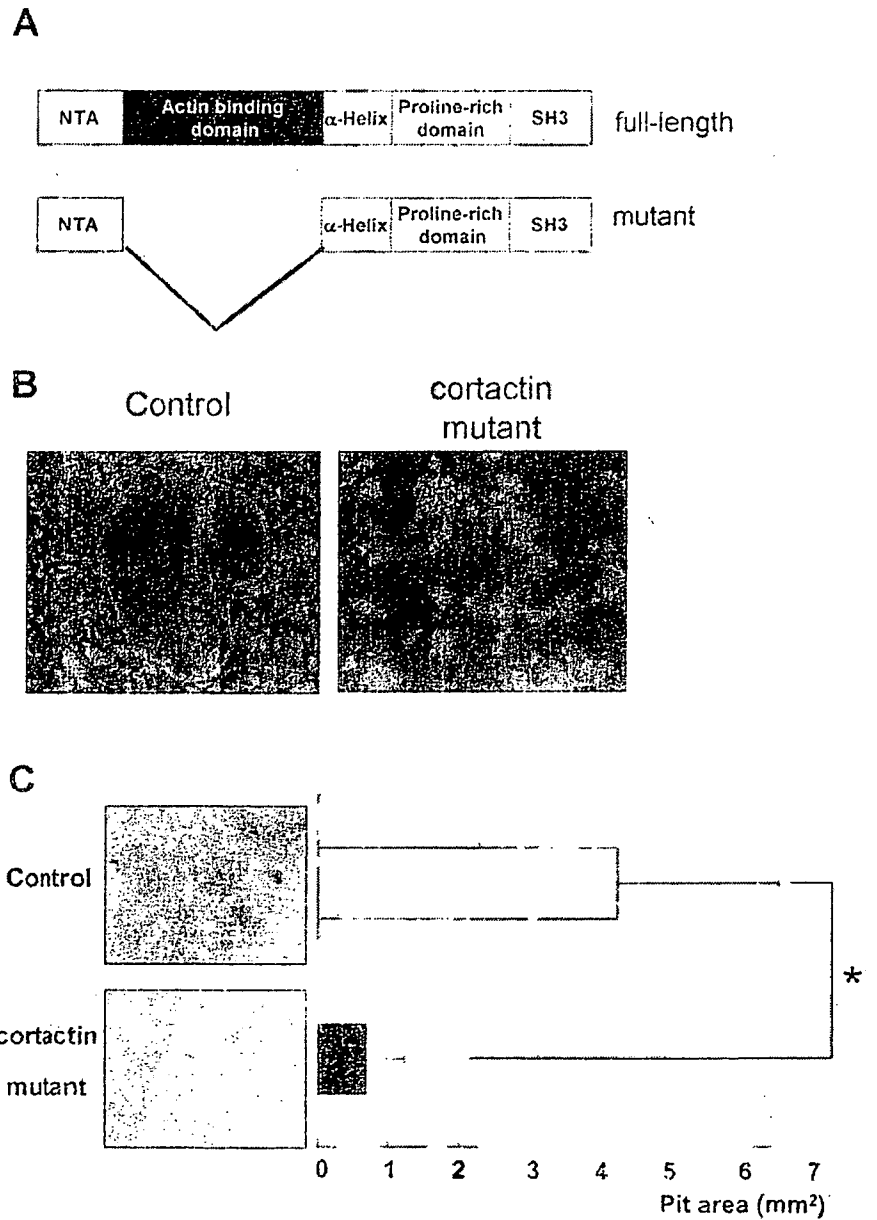 A
NTA
Actin binding
domain
α-Helix
Proline-rich
domain
SH3
full-length
NTA
α-Helix
Proline-rich
domain
SH3
mutant
B
Control
cortactin
mutant
C
Control
cortactin
mutant
*
0 1 2 3 4 5 6 7
Pit area (mm²)